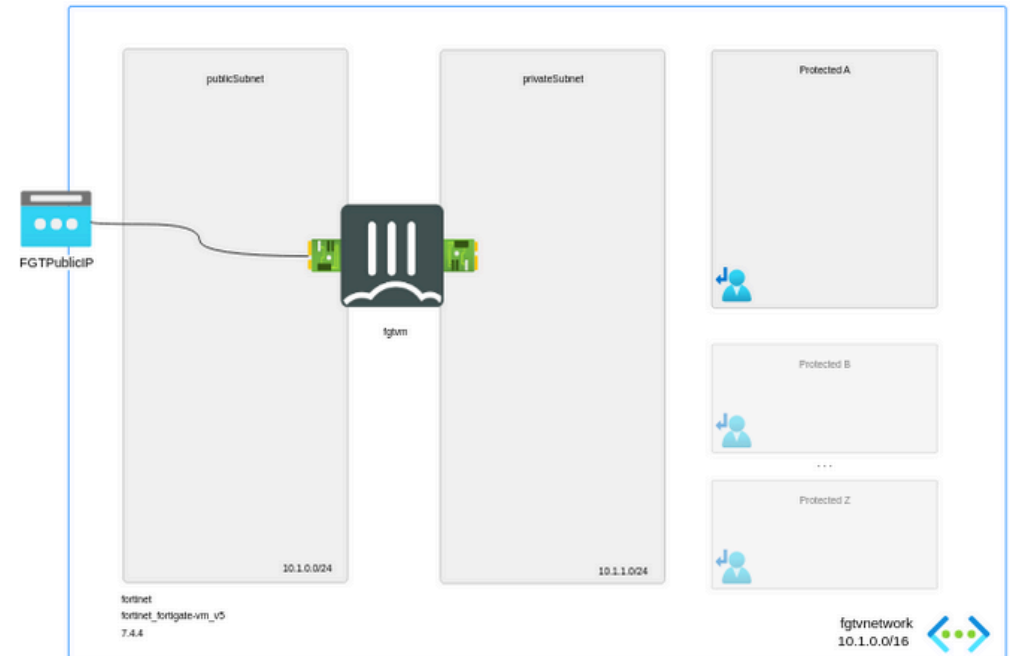 publicSubnet
privateSubnet
Protected A
FGTPublicIP
fgtvm
Protected B
...
Protected Z
10.1.0.0/24
10.1.1.0/24
fortinet
fortinet_fortigate-vm_v5
7.4.4
fgtvnetwork
10.1.0.0/16